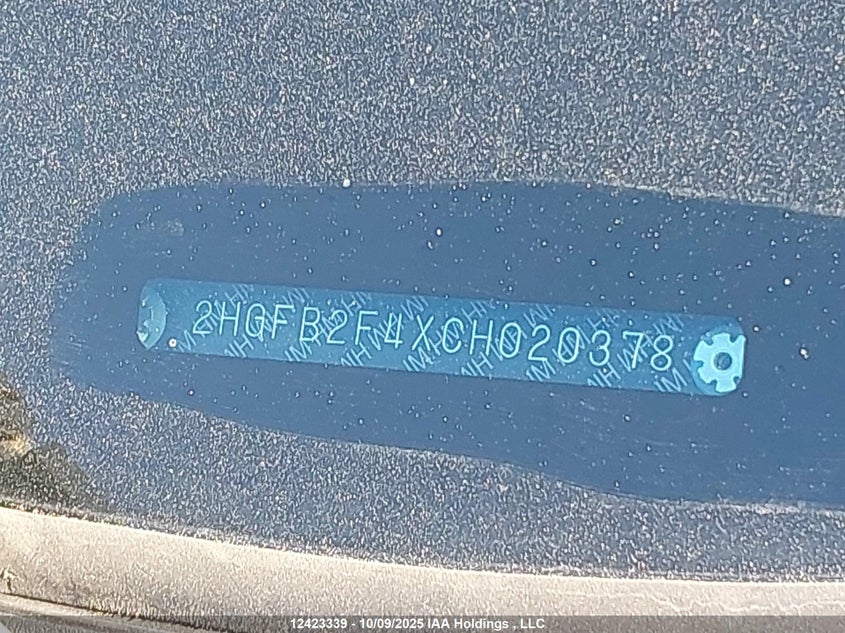 2HGFB2F4XCH020378
12423339 - 10/09/2025 IAA Holdings , LLC